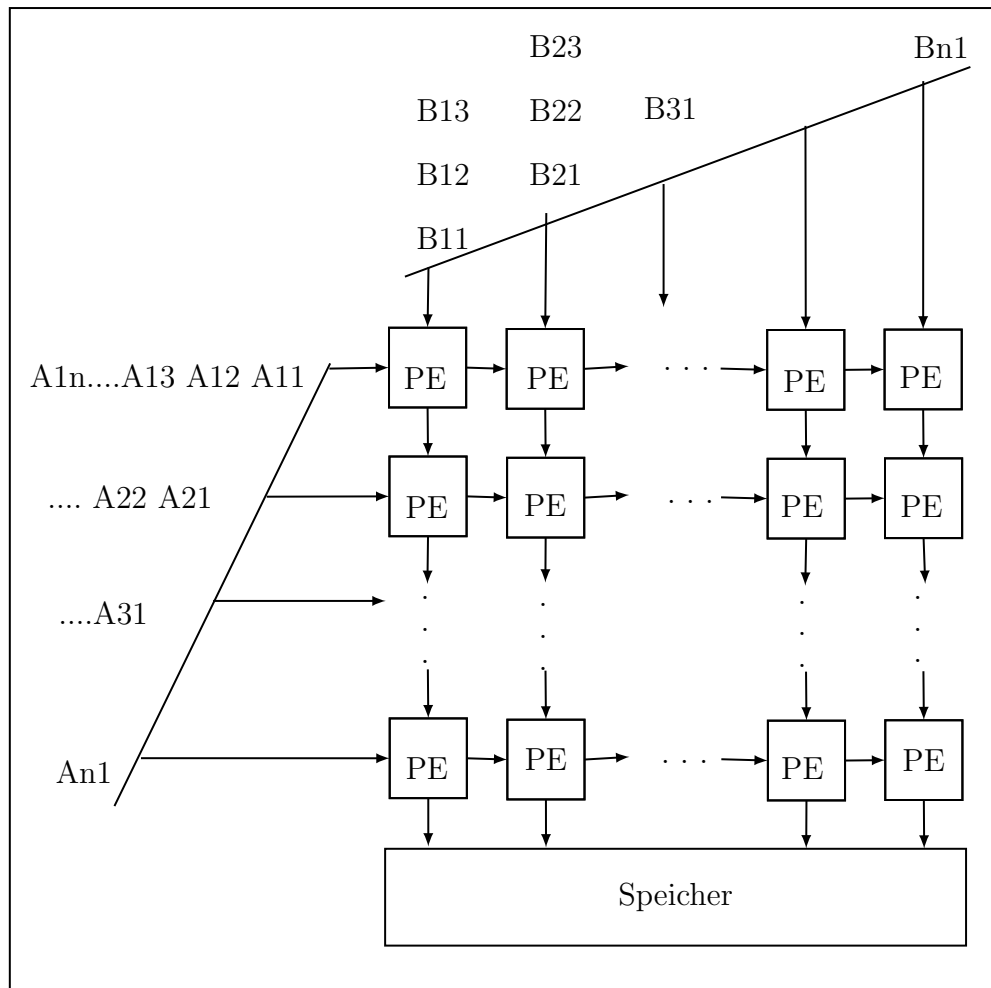 B23 Bn1
B13 B22 B31
B12 B21
B11
A1n....A13 A12 A11 PE PE . . . PE PE
.... A22 A21 PE PE . . . PE PE
....A31
An1 PE PE . . . PE PE
Speicher